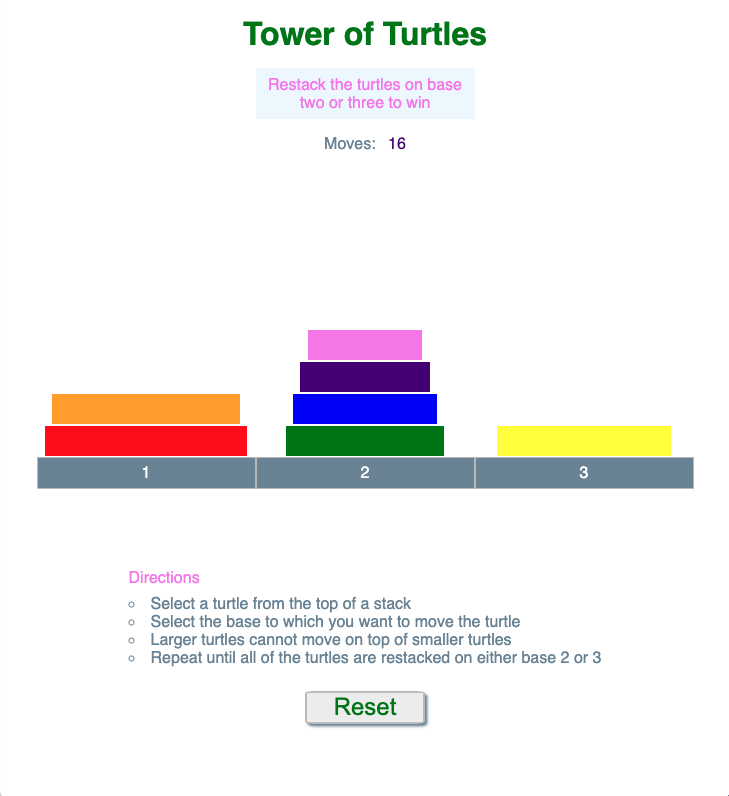 Tower of Turtles
Restack the turtles on base
two or three to win
Moves: 16
1 2 3
Directions
Select a turtle from the top of a stack
Select the base to which you want to move the turtle
Larger turtles cannot move on top of smaller turtles
Repeat until all of the turtles are restacked on either base 2 or 3
Reset